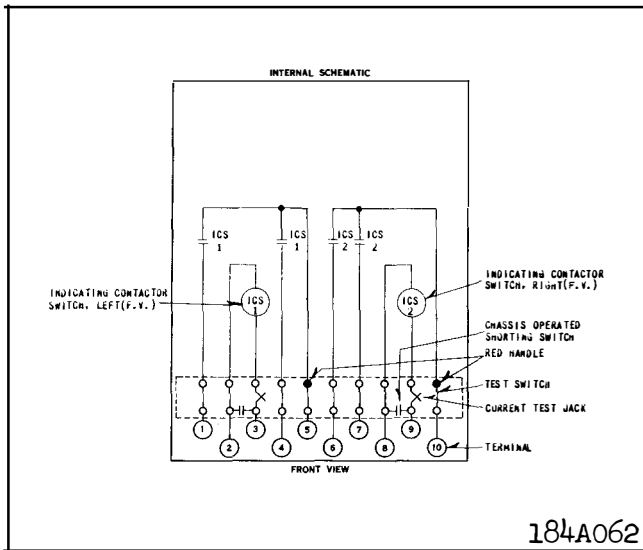 INTERNAL SCHEMATIC
ICS
1
ICS
1
ICS
2
ICS
2
INDICATING CONTACTOR
SWITCH, LEFT(F.V.)
ICS
1
ICS
2
INDICATING CONTACTOR
SWITCH, RIGHT(F.V.)
CHASSIS OPERATED
SHORTING SWITCH
RED HANDLE
TEST SWITCH
CURRENT TEST JACK
1
2
3
4
5
6
7
8
9
10
TERMINAL
FRONT VIEW
184A062